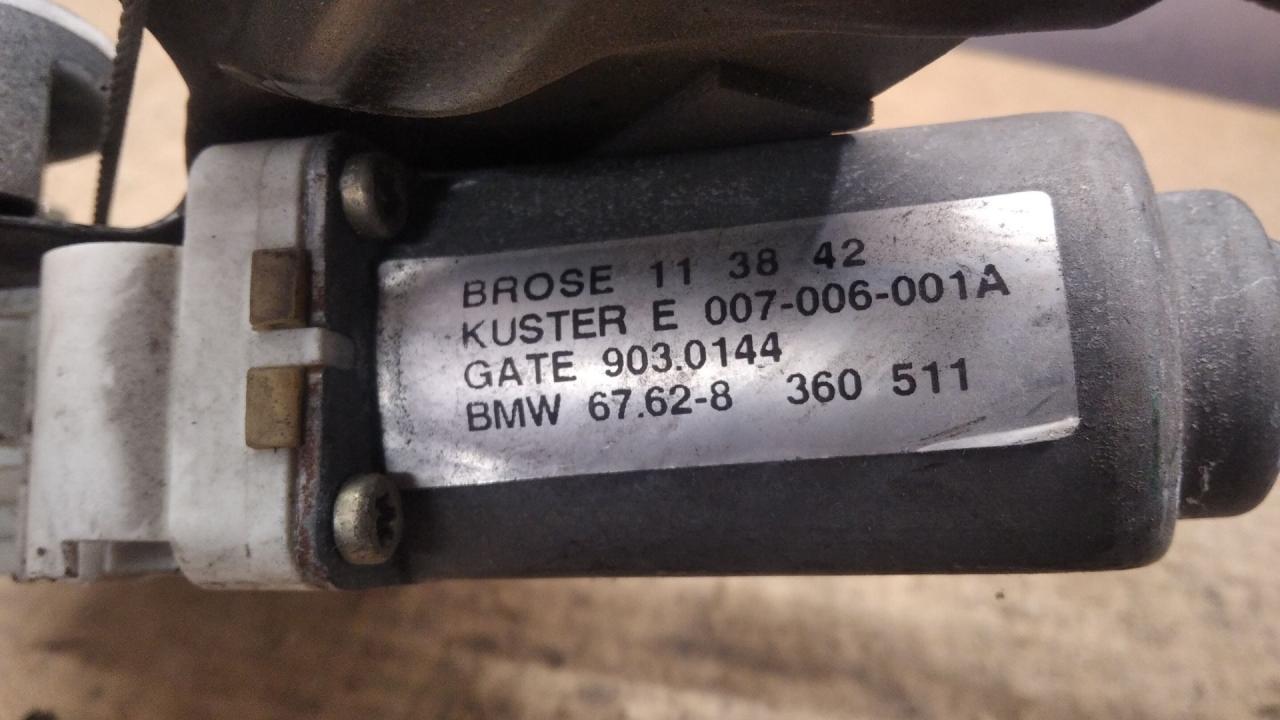 BROSE 11 38 42
KUSTER E 007-006-001A
GATE 903.0144
BMW 67.62-8 360 511